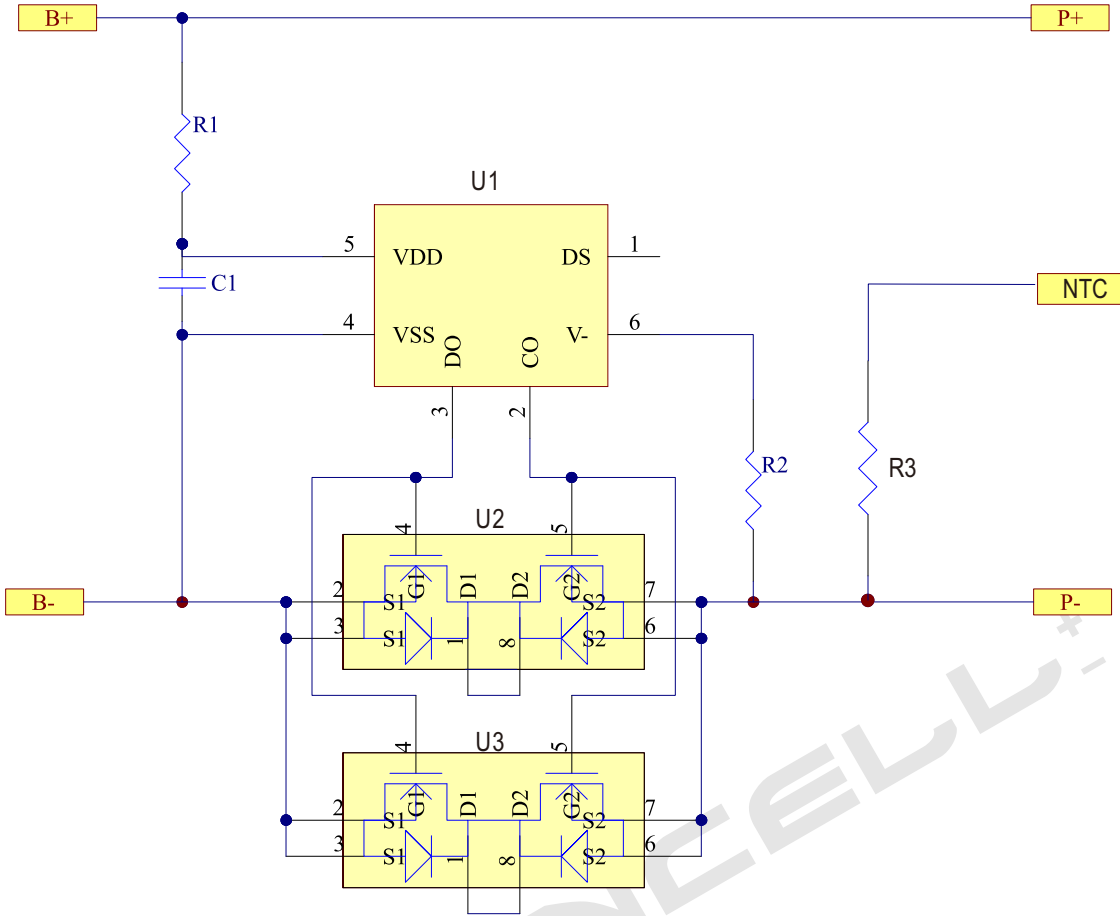 B+
P+
R1
U1
5
VDD
DS
1
C1
NTC
4
VSS
DO
CO
V-
6
3
2
R2
R3
4
U2
5
G1
D1
D2
G2
B-
2
S1
S2
7
P-
3
S1
1
8
S2
6
4
U3
5
G1
D1
D2
G2
2
S1
S2
7
3
S1
1
8
S2
6
NCELL